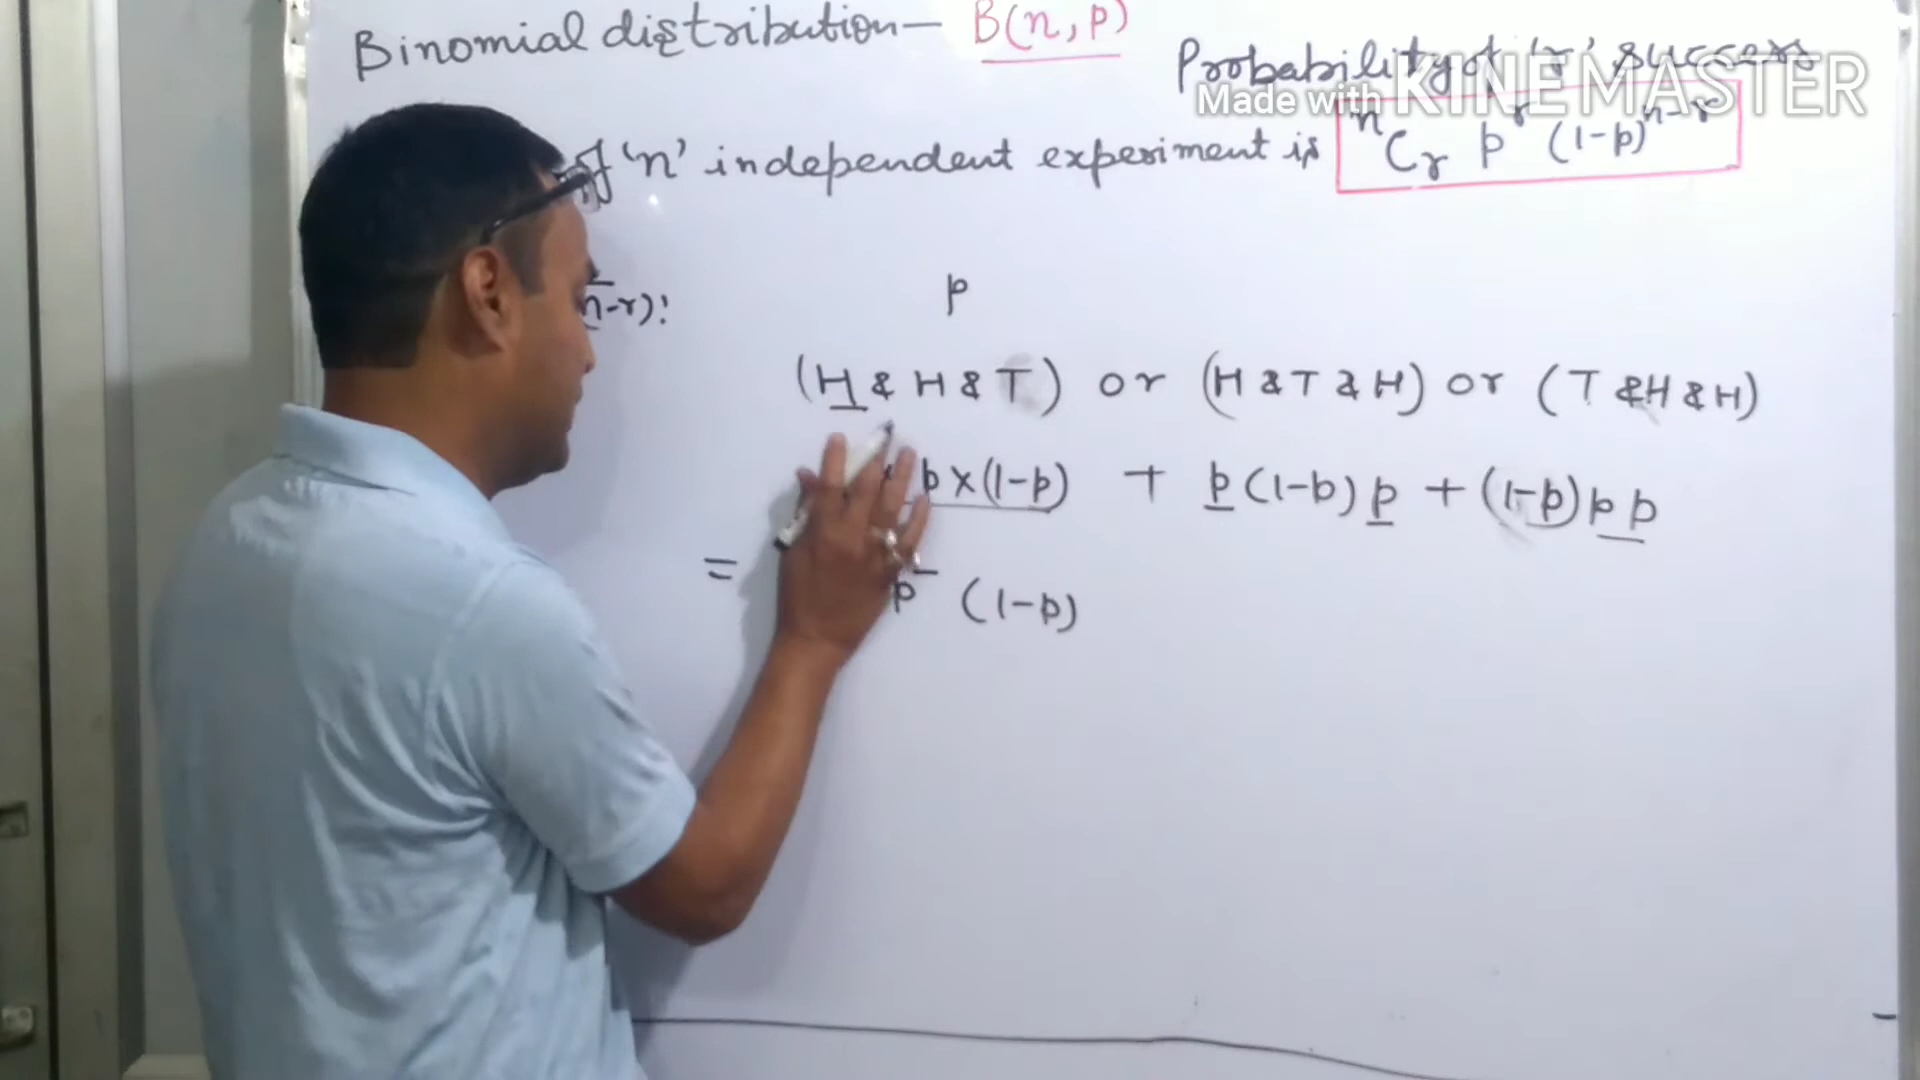 Binomial distribution— B(n, p)
Probability of 'r' success
Made with KINEMASTER
of 'n' independent experiment is ⁿCᵣ pʳ (1-p)ⁿ⁻ʳ
n-r)!
p
(H & H & T) or (H & T & H) or (T & H & H)
p x (1-p) + p (1-p) p + (1-p) p p
= p (1-p)